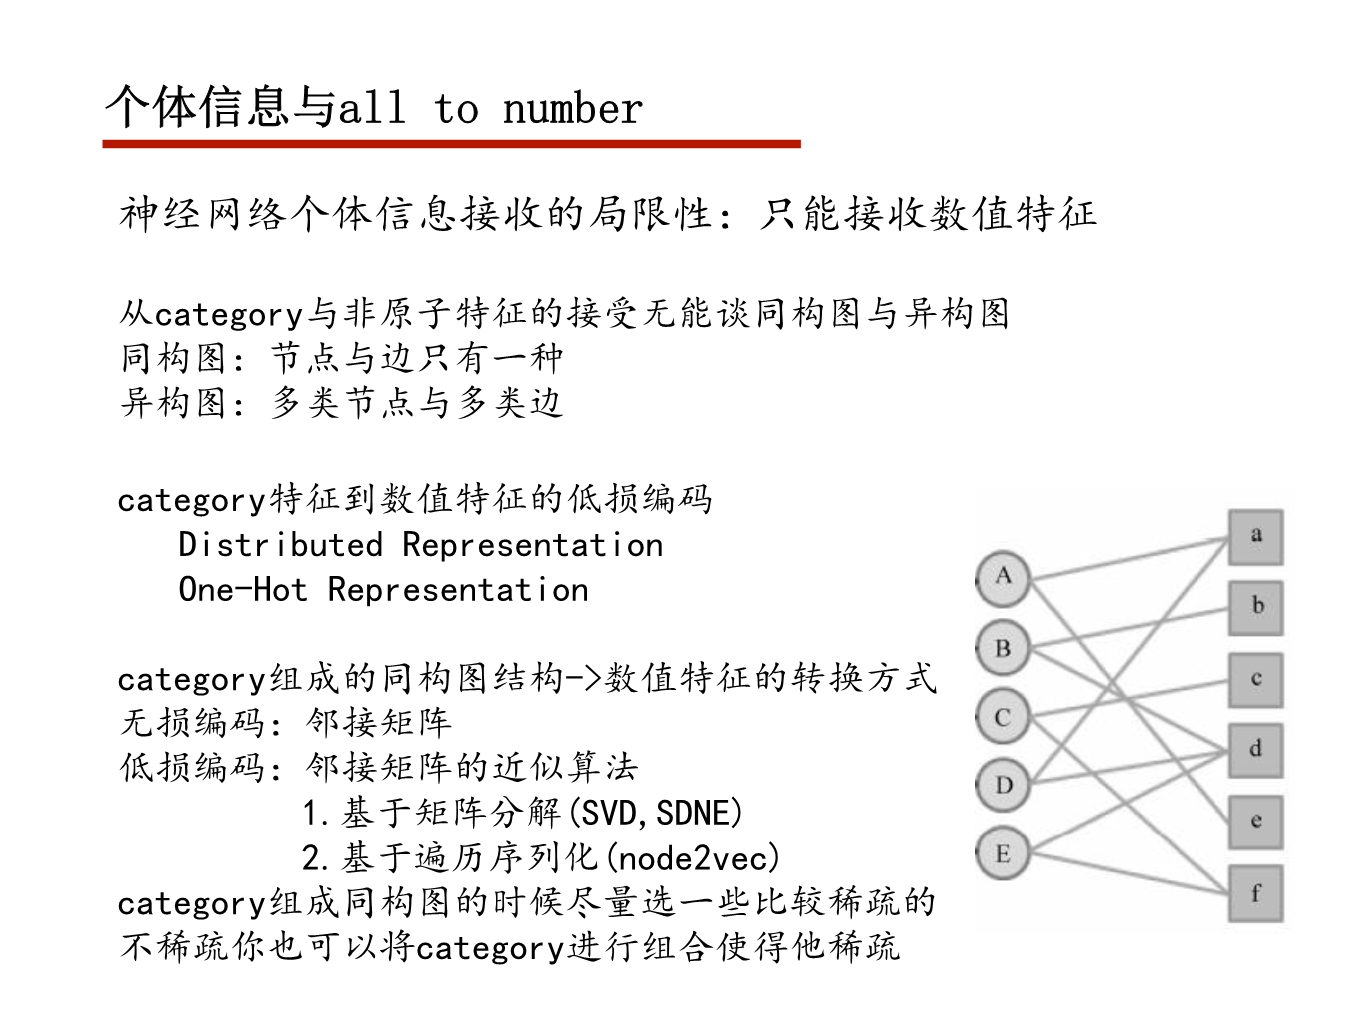 个体信息与all to number
神经网络个体信息接收的局限性：只能接收数值特征
从category与非原子特征的接受无能谈同构图与异构图
同构图：节点与边只有一种
异构图：多类节点与多类边
category特征到数值特征的低损编码
Distributed Representation
One-Hot Representation
category组成的同构图结构->数值特征的转换方式
无损编码：邻接矩阵
低损编码：邻接矩阵的近似算法
1.基于矩阵分解(SVD,SDNE)
2.基于遍历序列化(node2vec)
category组成同构图的时候尽量选一些比较稀疏的
不稀疏你也可以将category进行组合使得他稀疏
A
B
C
D
E
a
b
c
d
e
f